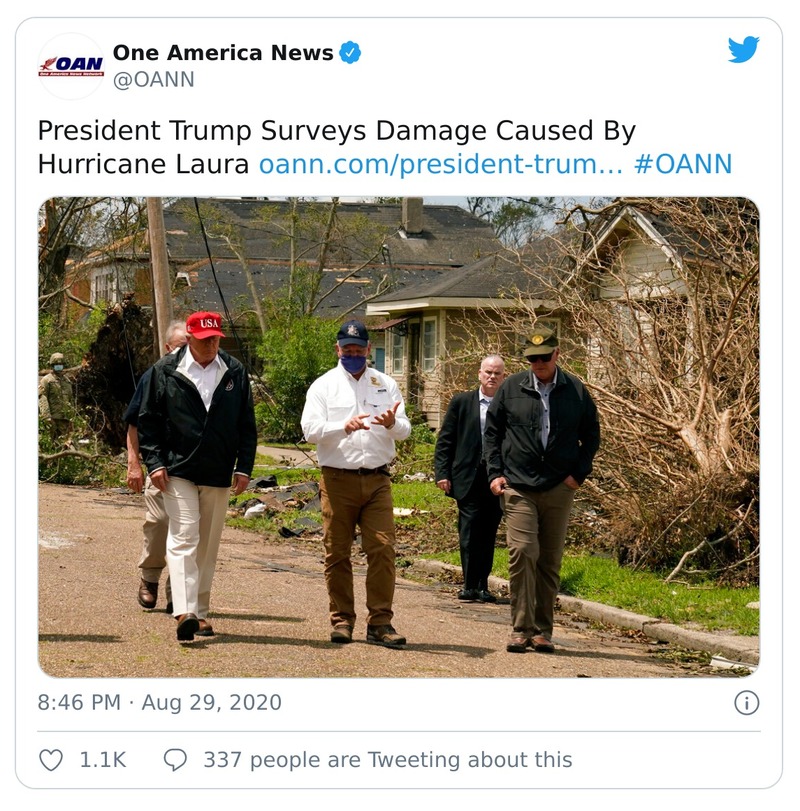 OAN
One America News Network
One America News
@OANN
President Trump Surveys Damage Caused By
Hurricane Laura oann.com/president-trum… #OANN
USA
8:46 PM · Aug 29, 2020
1.1K
337 people are Tweeting about this